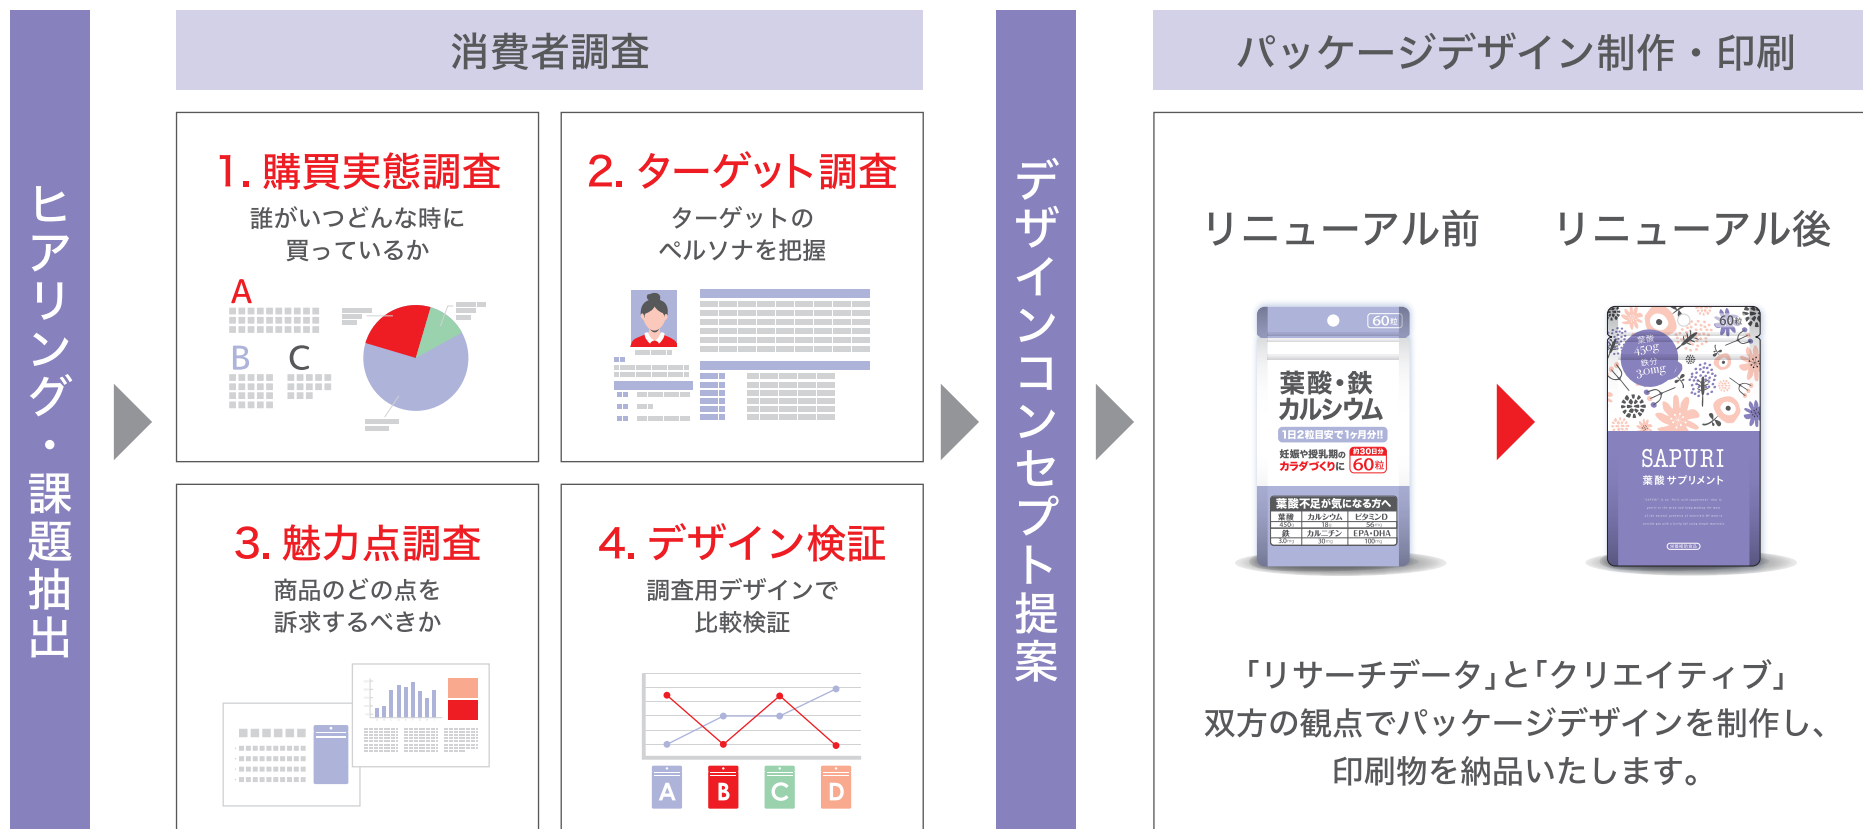 ヒアリング・課題抽出
消費者調査
1. 購買実態調査
誰がいつどんな時に
買っているか
A
B
C
2. ターゲット調査
ターゲットの
ペルソナを把握
3. 魅力点調査
商品のどの点を
訴求するべきか
4. デザイン検証
調査用デザインで
比較検証
A
B
C
D
デザインコンセプト提案
パッケージデザイン制作・印刷
リニューアル前
60粒
葉酸・鉄
カルシウム
1日2粒目安で1ヶ月分!!
妊娠や授乳期の
カラダづくりに
約30日分
60粒
葉酸不足が気になる方へ
葉酸 カルシウム ビタミンD
鉄 カルニチン EPA・DHA
3.0mg 30mg 100mg
リニューアル後
60粒
葉酸
450g
鉄分
3.0mg
SAPURI
葉酸サプリメント
「リサーチデータ」と「クリエイティブ」
双方の観点でパッケージデザインを制作し、
印刷物を納品いたします。